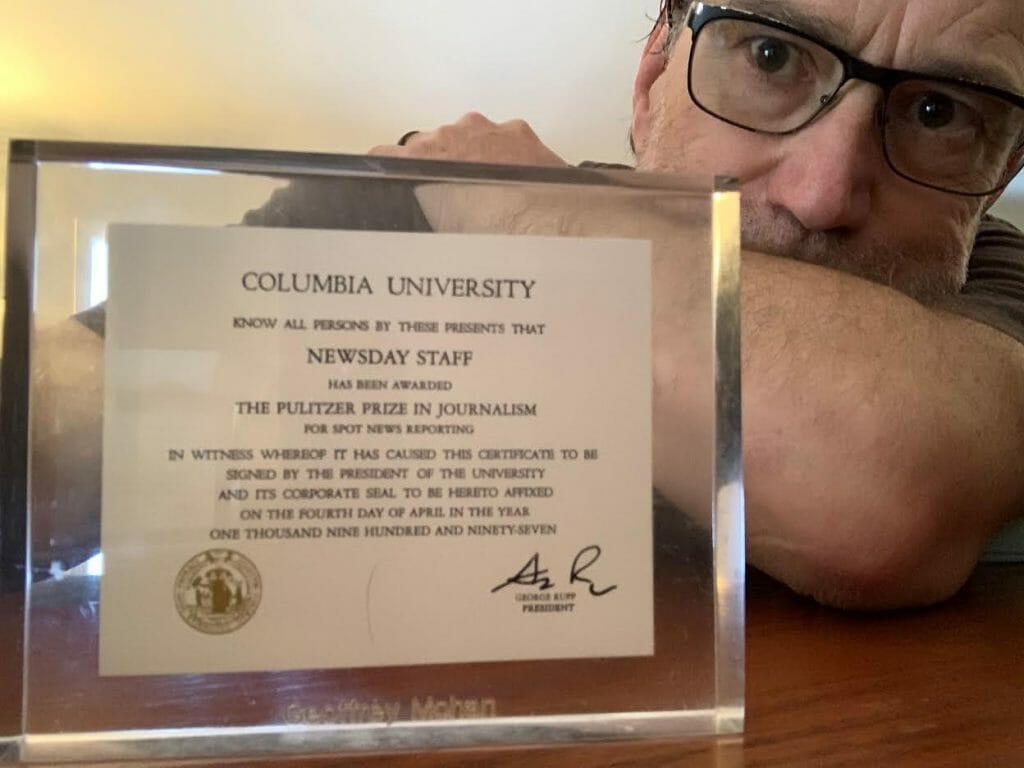 COLUMBIA UNIVERSITY
KNOW ALL PERSONS BY THESE PRESENTS THAT
NEWSDAY STAFF
HAS BEEN AWARDED
THE PULITZER PRIZE IN JOURNALISM
FOR SPOT NEWS REPORTING
IN WITNESS WHEREOF IT HAS CAUSED THIS CERTIFICATE TO BE
SIGNED BY THE PRESIDENT OF THE UNIVERSITY
AND ITS CORPORATE SEAL TO BE HERETO AFFIXED
ON THE FOURTH DAY OF APRIL IN THE YEAR
ONE THOUSAND NINE HUNDRED AND NINETY-SEVEN
GEORGE RUPP
PRESIDENT
Geoffrey Mohan